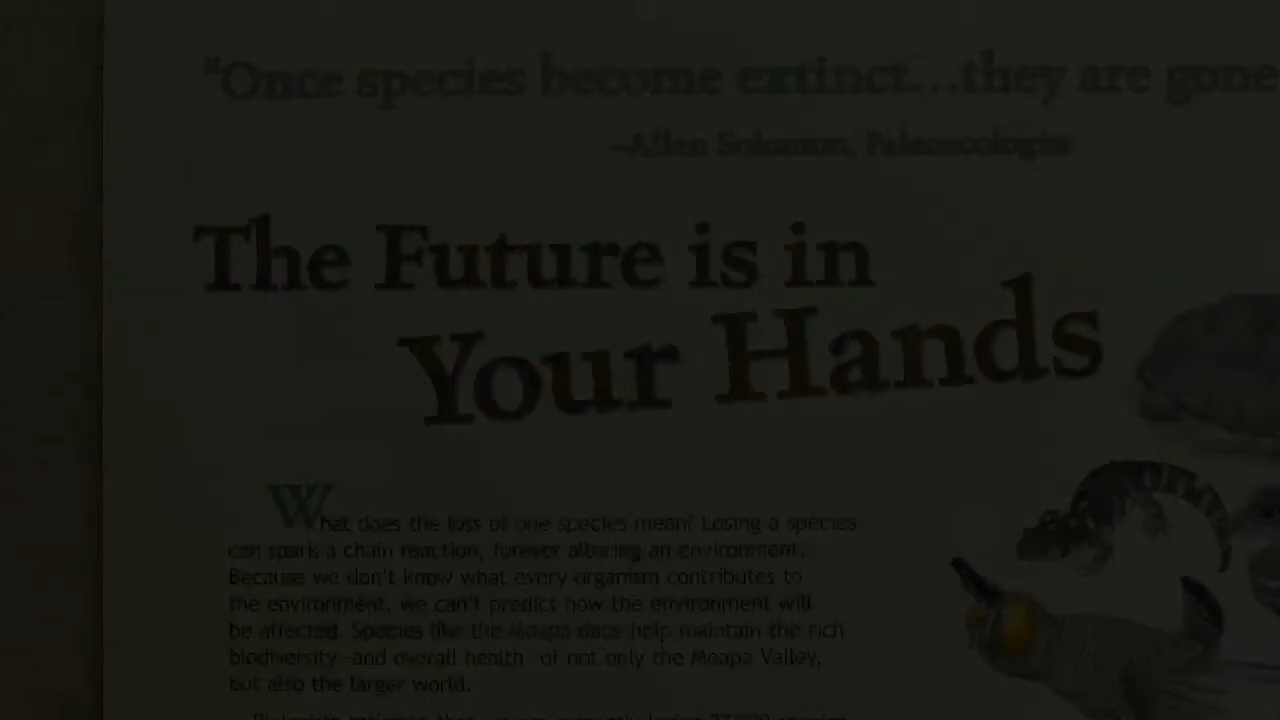 "Once species become extinct...they are gone
–Allen Solomon, Paleoecologist
The Future is in
Your Hands
What does the loss of one species mean? Losing a species
can spark a chain reaction, forever altering an environment.
Because we don't know what every organism contributes to
the environment, we can't predict how the environment will
be affected. Species like the Moapa dace help maintain the rich
biodiversity–and overall health–of not only the Moapa Valley,
but also the larger world.